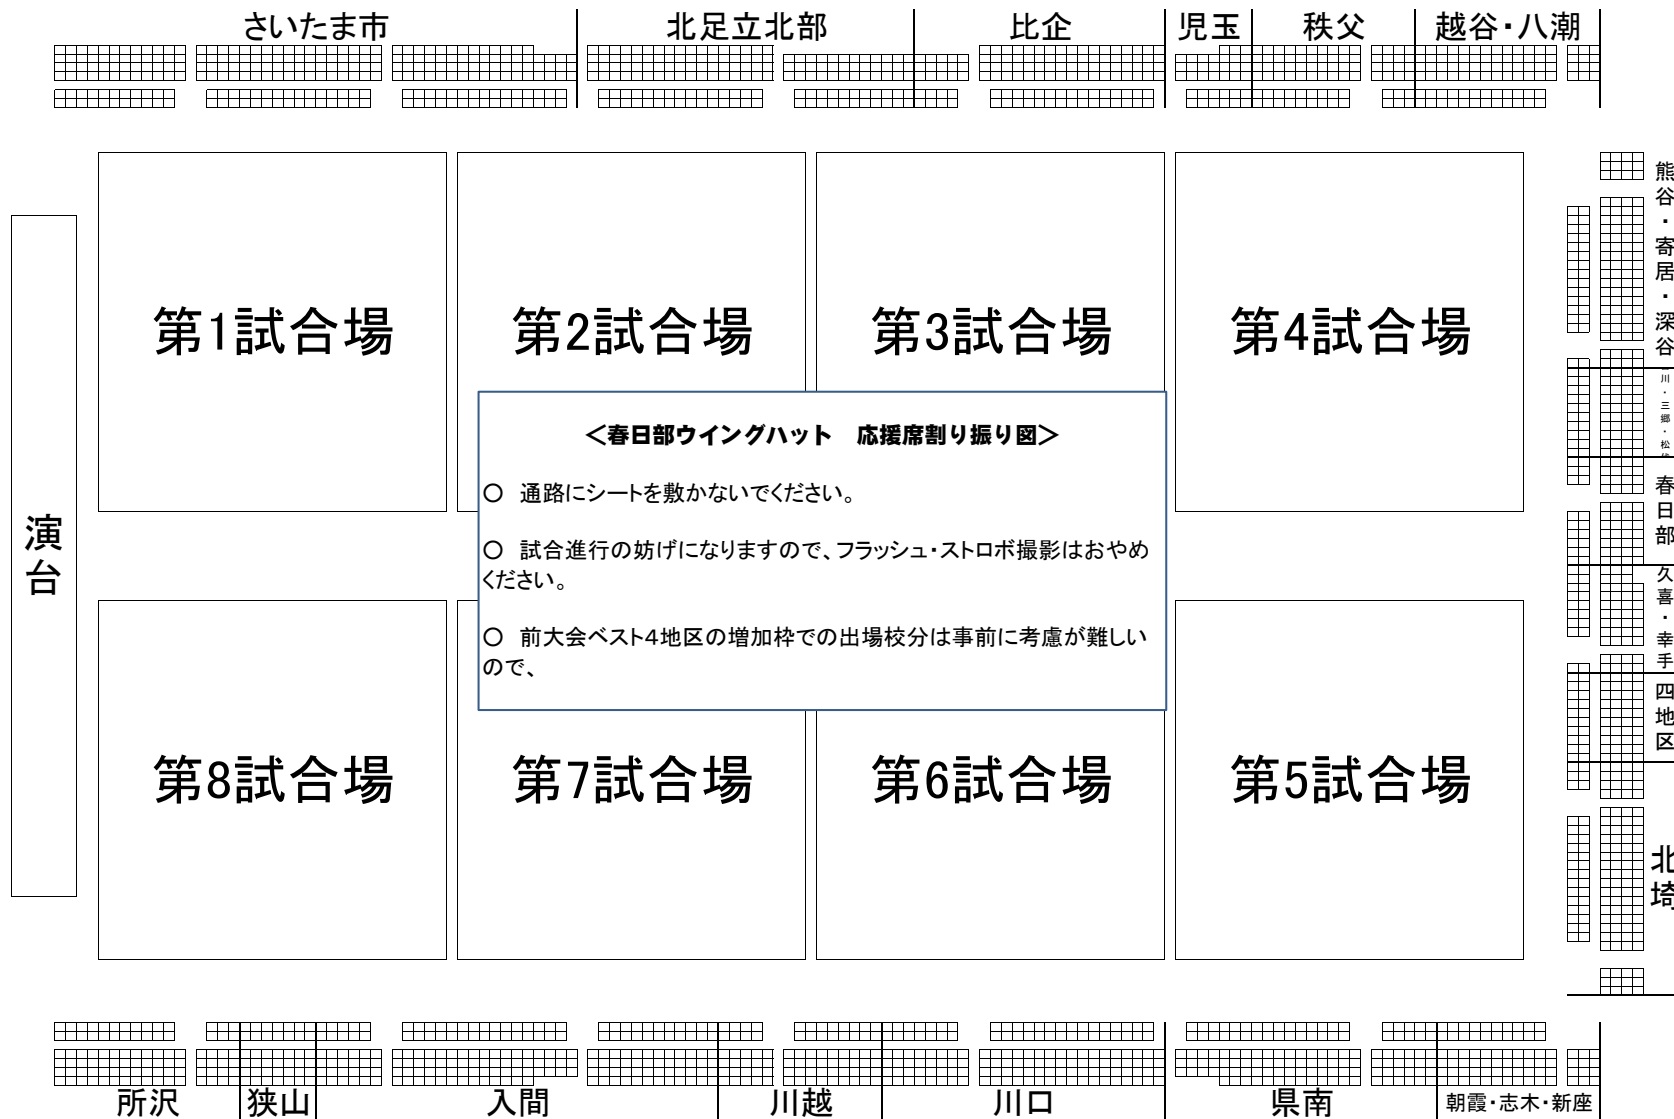 さいたま市
北足立北部
比企
児玉
秩父
越谷・八潮
熊谷・寄居・深谷
川・三郷・松
春日部
久喜・幸手
四地区
北埼
演台
第1試合場
第2試合場
第3試合場
第4試合場
＜春日部ウイングハット　応援席割り振り図＞
○　通路にシートを敷かないでください。
○　試合進行の妨げになりますので、フラッシュ・ストロボ撮影はおやめ
ください。
○　前大会ベスト４地区の増加枠での出場校分は事前に考慮が難しい
ので、
第8試合場
第7試合場
第6試合場
第5試合場
所沢
狭山
入間
川越
川口
県南
朝霞・志木・新座